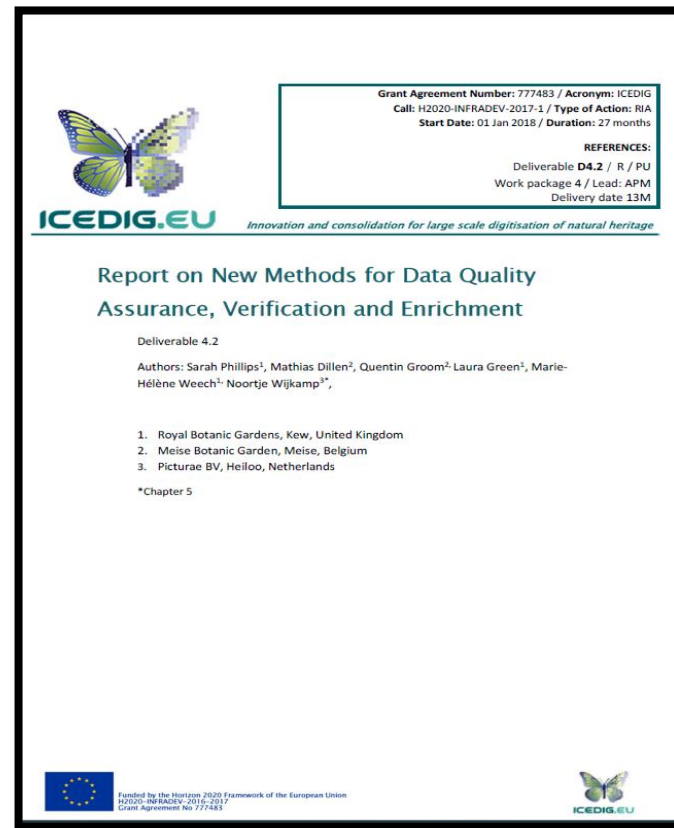 Grant Agreement Number: 777483 / Acronym: ICEDIG
Call: H2020-INFRADEV-2017-1 / Type of Action: RIA
Start Date: 01 Jan 2018 / Duration: 27 months
REFERENCES:
Deliverable D4.2 / R / PU
Work package 4 / Lead: APM
Delivery date 13M
ICEDIG.EU
Innovation and consolidation for large scale digitisation of natural heritage
Report on New Methods for Data Quality
Assurance, Verification and Enrichment
Deliverable 4.2
Authors: Sarah Phillips1, Mathias Dillen2, Quentin Groom2, Laura Green1, Marie-
Hélène Weech1, Noortje Wijkamp3*,
1. Royal Botanic Gardens, Kew, United Kingdom
2. Meise Botanic Garden, Meise, Belgium
3. Picturae BV, Heiloo, Netherlands
*Chapter 5
Funded by the Horizon 2020 Framework of the European Union
H2020-INFRADEV-2016-2017
Grant Agreement No 777483
ICEDIG.EU